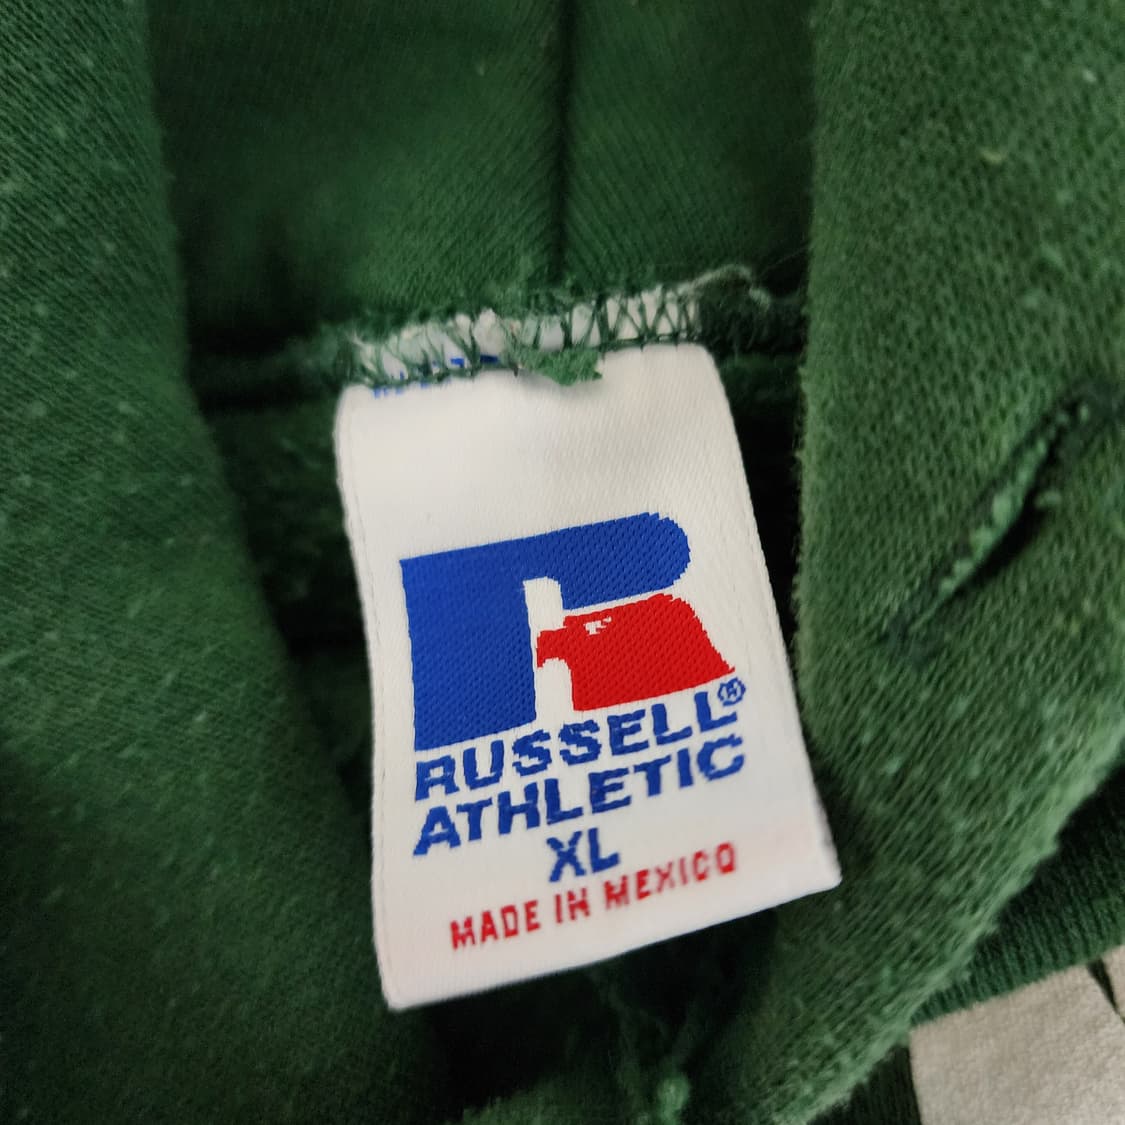 RUSSELL®
ATHLETIC
XL
MADE IN MEXICO